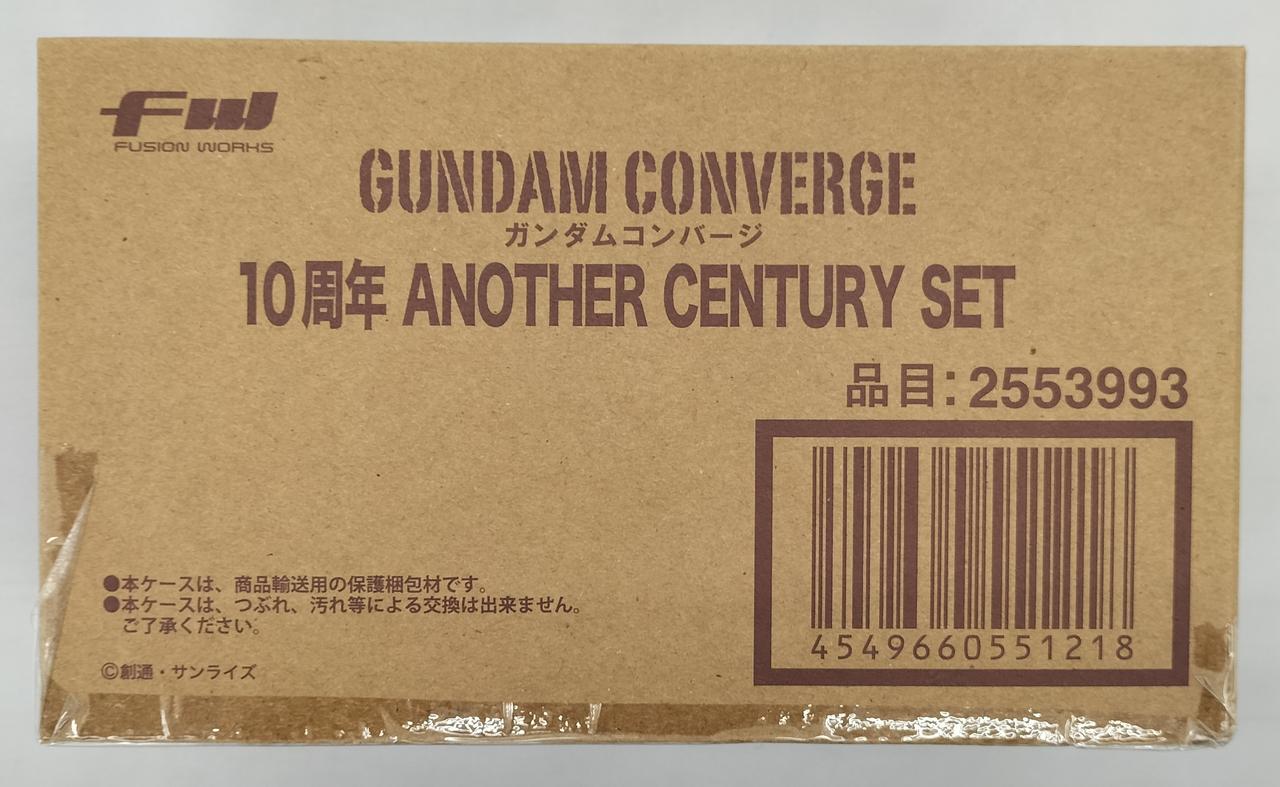 FW
FUSION WORKS
GUNDAM CONVERGE
ガンダムコンバージ
10周年 ANOTHER CENTURY SET
品目:2553993
4549660551218
●本ケースは、商品輸送用の保護梱包材です。
●本ケースは、つぶれ、汚れ等による交換は出来ません。
ご了承ください。
©創通・サンライズ